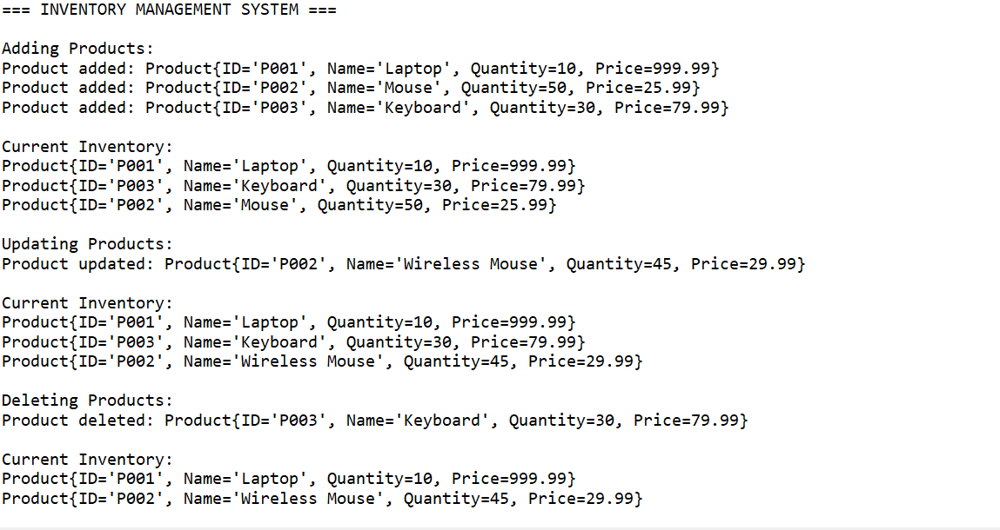 === INVENTORY MANAGEMENT SYSTEM ===
Adding Products:
Product added: Product{ID='P001', Name='Laptop', Quantity=10, Price=999.99}
Product added: Product{ID='P002', Name='Mouse', Quantity=50, Price=25.99}
Product added: Product{ID='P003', Name='Keyboard', Quantity=30, Price=79.99}
Current Inventory:
Product{ID='P001', Name='Laptop', Quantity=10, Price=999.99}
Product{ID='P003', Name='Keyboard', Quantity=30, Price=79.99}
Product{ID='P002', Name='Mouse', Quantity=50, Price=25.99}
Updating Products:
Product updated: Product{ID='P002', Name='Wireless Mouse', Quantity=45, Price=29.99}
Current Inventory:
Product{ID='P001', Name='Laptop', Quantity=10, Price=999.99}
Product{ID='P003', Name='Keyboard', Quantity=30, Price=79.99}
Product{ID='P002', Name='Wireless Mouse', Quantity=45, Price=29.99}
Deleting Products:
Product deleted: Product{ID='P003', Name='Keyboard', Quantity=30, Price=79.99}
Current Inventory:
Product{ID='P001', Name='Laptop', Quantity=10, Price=999.99}
Product{ID='P002', Name='Wireless Mouse', Quantity=45, Price=29.99}